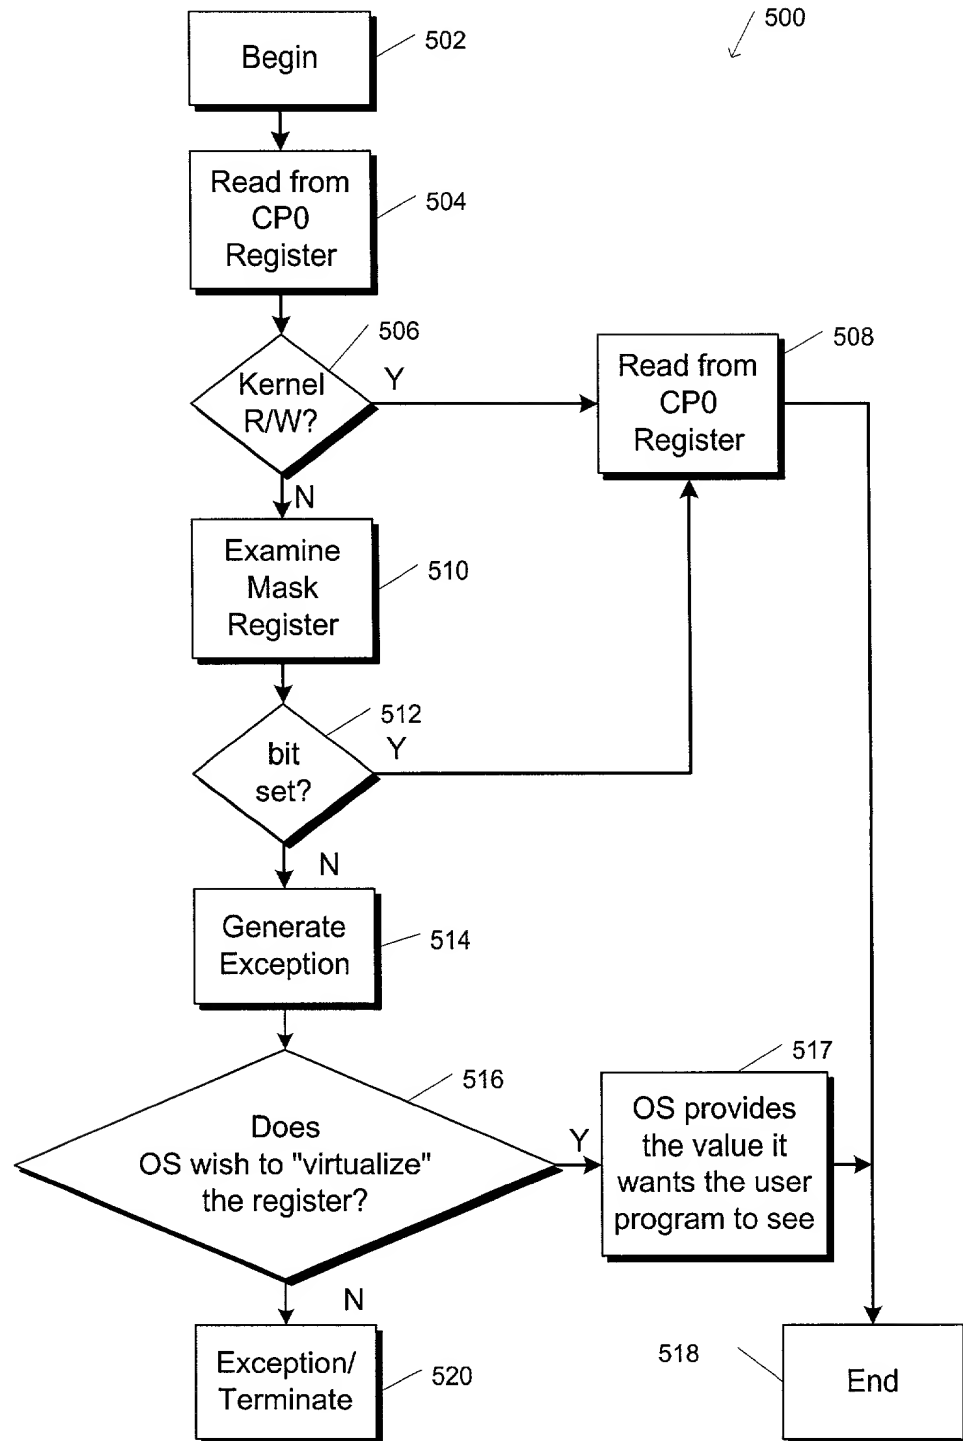 500
Begin
502
Read from
CP0
Register
504
506
Kernel
R/W?
Y
N
508
Read from
CP0
Register
Examine
Mask
Register
510
512
bit
set?
Y
N
Generate
Exception
514
516
Does
OS wish to "virtualize"
the register?
Y
N
517
OS provides
the value it
wants the user
program to see
Exception/
Terminate
520
518
End